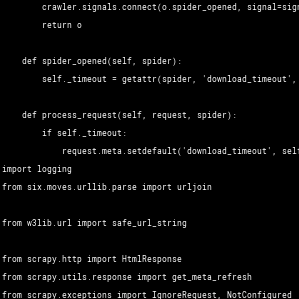 crawler.signals.connect(o.spider_opened, signal=sign
return o
def spider_opened(self, spider):
self._timeout = getattr(spider, 'download_timeout',
def process_request(self, request, spider):
if self._timeout:
request.meta.setdefault('download_timeout', self
import logging
from six.moves.urllib.parse import urljoin
from w3lib.url import safe_url_string
from scrapy.http import HtmlResponse
from scrapy.utils.response import get_meta_refresh
from scrapy.exceptions import IgnoreRequest, NotConfigured